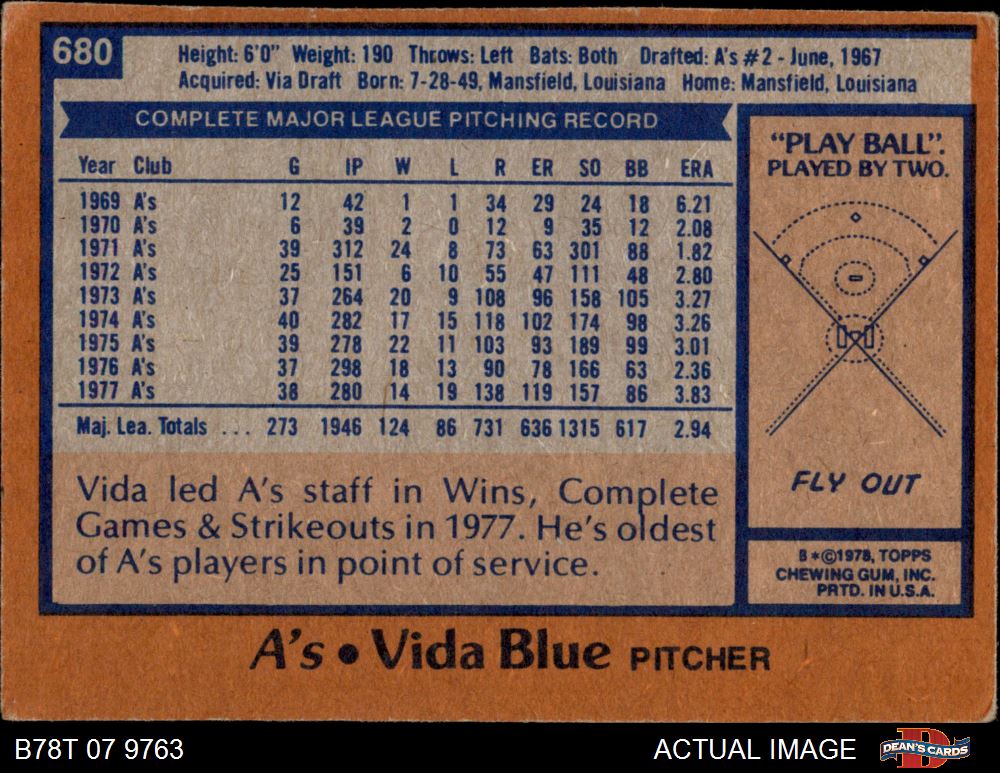 680
Height: 6'0" Weight: 190 Throws: Left Bats: Both Drafted: A's #2 - June, 1967
Acquired: Via Draft Born: 7-28-49, Mansfield, Louisiana Home: Mansfield, Louisiana
COMPLETE MAJOR LEAGUE PITCHING RECORD
Year Club G IP W L R ER SO BB ERA
1969 A's 12 42 1 1 34 29 24 18 6.21
1970 A's 6 39 2 0 12 9 35 12 2.08
1971 A's 39 312 24 8 73 63 301 88 1.82
1972 A's 25 151 6 10 55 47 111 48 2.80
1973 A's 37 264 20 9 108 96 158 105 3.27
1974 A's 40 282 17 15 118 102 174 98 3.26
1975 A's 39 278 22 11 103 93 189 99 3.01
1976 A's 37 298 18 13 90 78 166 63 2.36
1977 A's 38 280 14 19 138 119 157 86 3.83
Maj. Lea. Totals ... 273 1946 124 86 731 636 1315 617 2.94
Vida led A's staff in Wins, Complete
Games & Strikeouts in 1977. He's oldest
of A's players in point of service.
"PLAY BALL".
PLAYED BY TWO.
FLY OUT
B*©1978, TOPPS
CHEWING GUM, INC.
PRTD. IN U.S.A.
A's • Vida Blue PITCHER
B78T 07 9763
ACTUAL IMAGE
DEAN'S CARDS